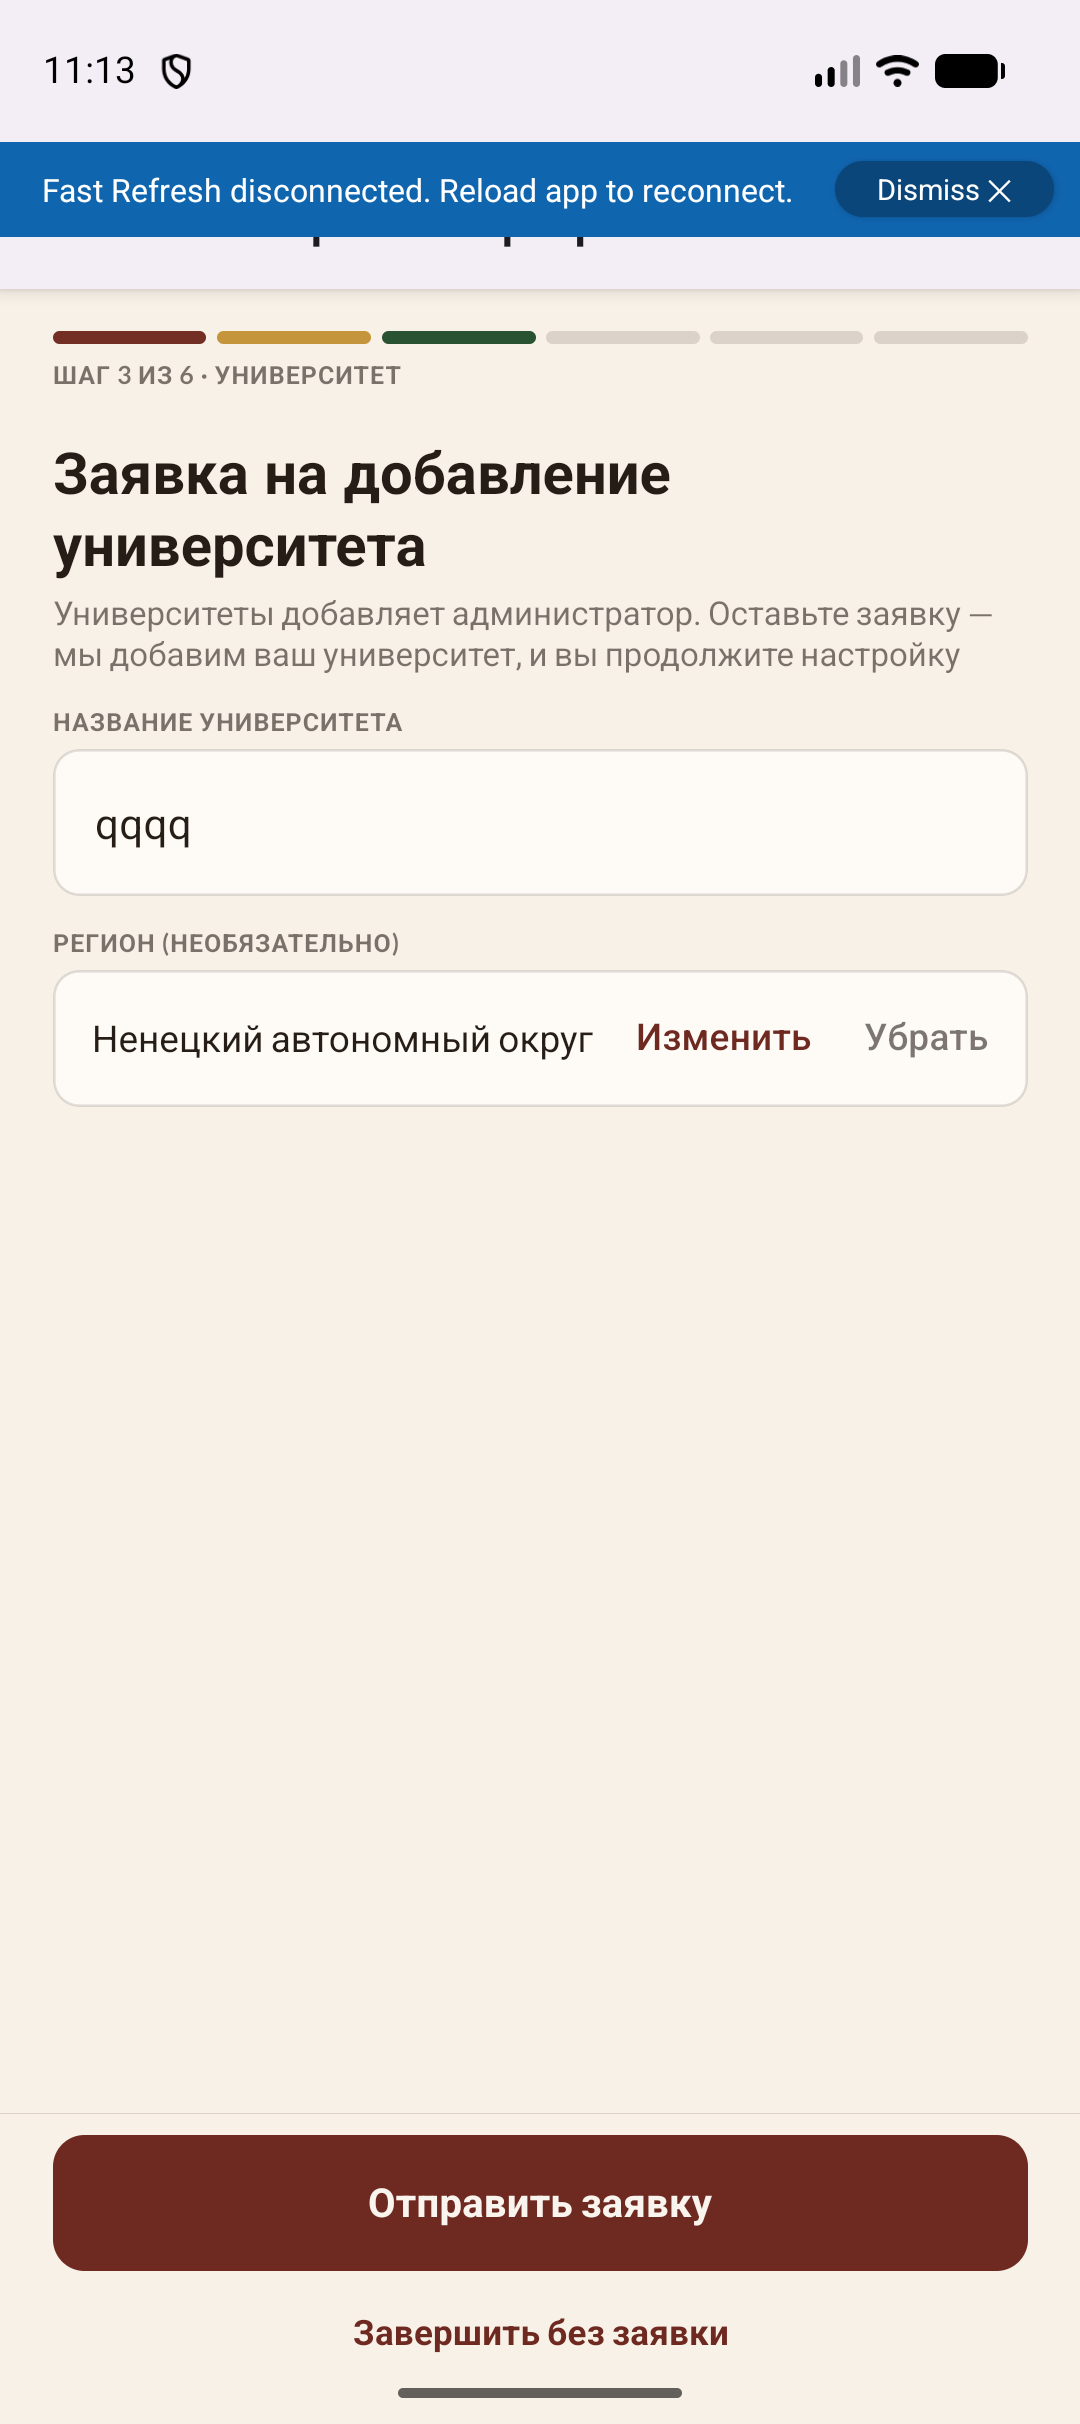 11:13
Fast Refresh disconnected. Reload app to reconnect.
Dismiss
ШАГ 3 ИЗ 6 · УНИВЕРСИТЕТ
Заявка на добавление
университета
Университеты добавляет администратор. Оставьте заявку —
мы добавим ваш университет, и вы продолжите настройку
НАЗВАНИЕ УНИВЕРСИТЕТА
qqqq
РЕГИОН (НЕОБЯЗАТЕЛЬНО)
Ненецкий автономный округ Изменить Убрать
Отправить заявку
Завершить без заявки